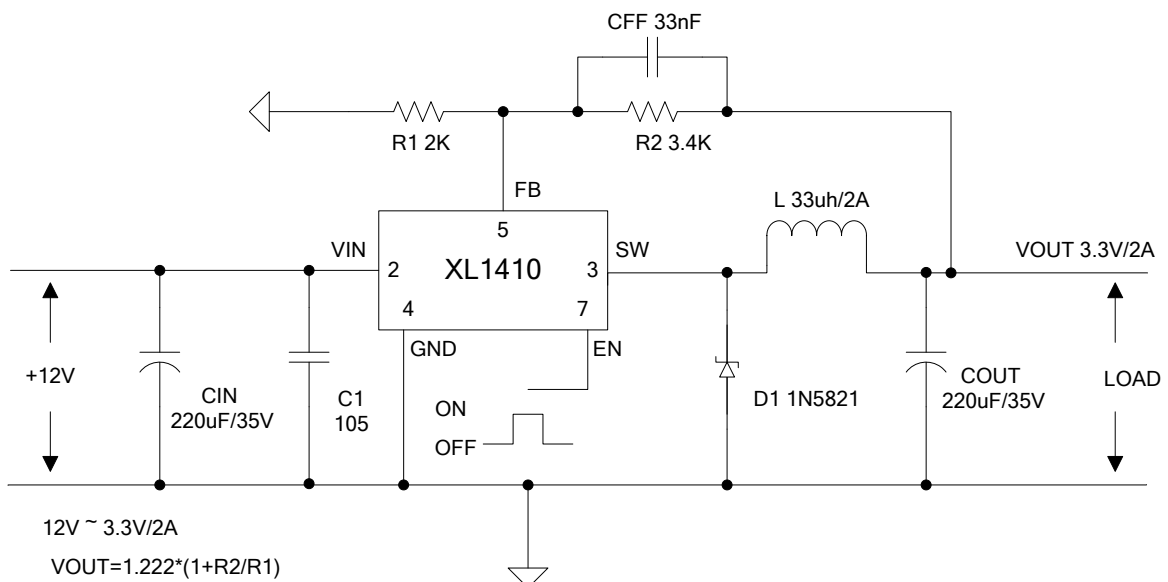 CFF 33nF
R1 2K
R2 3.4K
FB
L 33uh/2A
5
VIN
SW
VOUT 3.3V/2A
2
XL1410
3
4
7
GND
EN
+12V
CIN
220uF/35V
C1
105
ON
OFF
D1 1N5821
COUT
220uF/35V
LOAD
12V ~ 3.3V/2A
VOUT=1.222*(1+R2/R1)